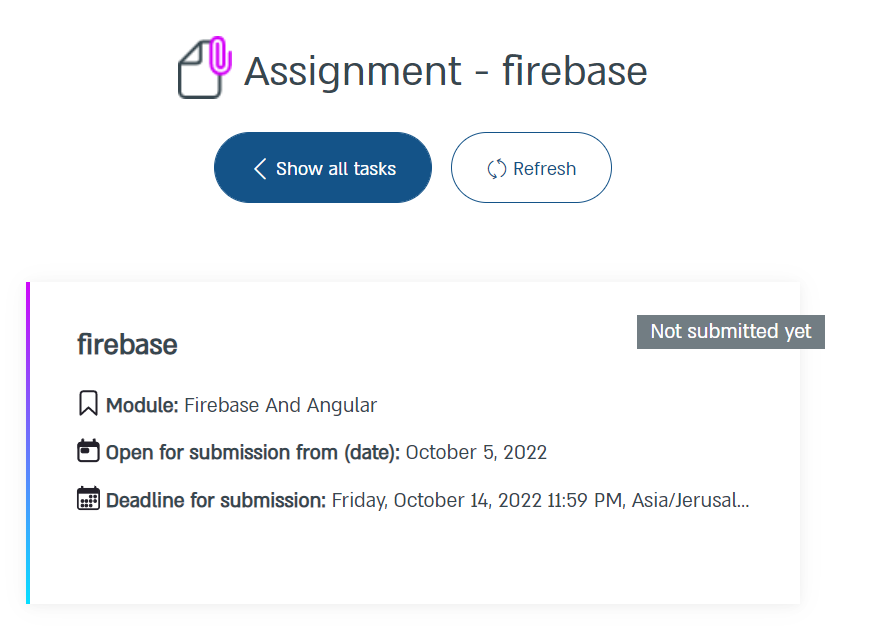 Assignment - firebase
Show all tasks
Refresh
Not submitted yet
firebase
Module: Firebase And Angular
Open for submission from (date): October 5, 2022
Deadline for submission: Friday, October 14, 2022 11:59 PM, Asia/Jerusal...